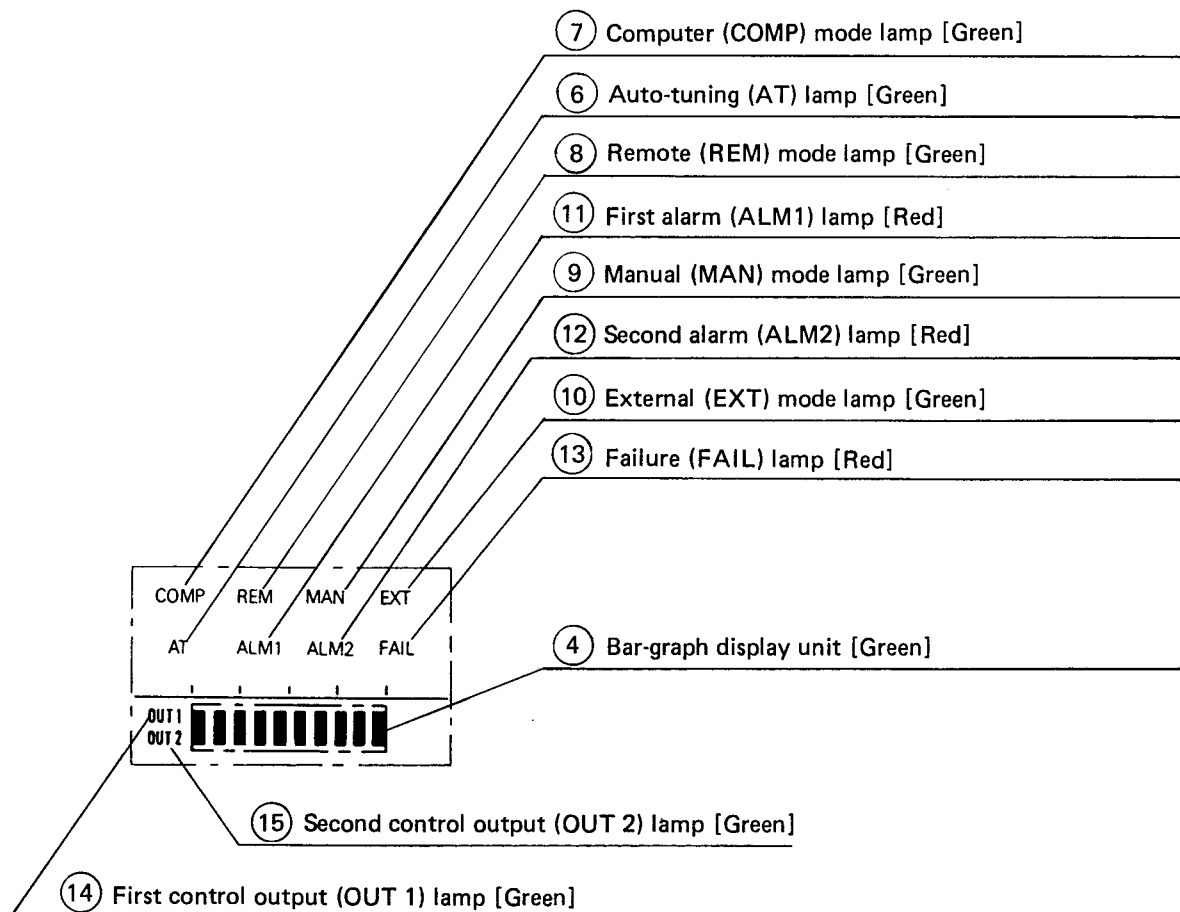 7 Computer (COMP) mode lamp [Green]
6 Auto-tuning (AT) lamp [Green]
8 Remote (REM) mode lamp [Green]
11 First alarm (ALM1) lamp [Red]
9 Manual (MAN) mode lamp [Green]
12 Second alarm (ALM2) lamp [Red]
10 External (EXT) mode lamp [Green]
13 Failure (FAIL) lamp [Red]
COMP REM MAN EXT
AT ALM1 ALM2 FAIL
4 Bar-graph display unit [Green]
OUT 1
OUT 2
15 Second control output (OUT 2) lamp [Green]
14 First control output (OUT 1) lamp [Green]